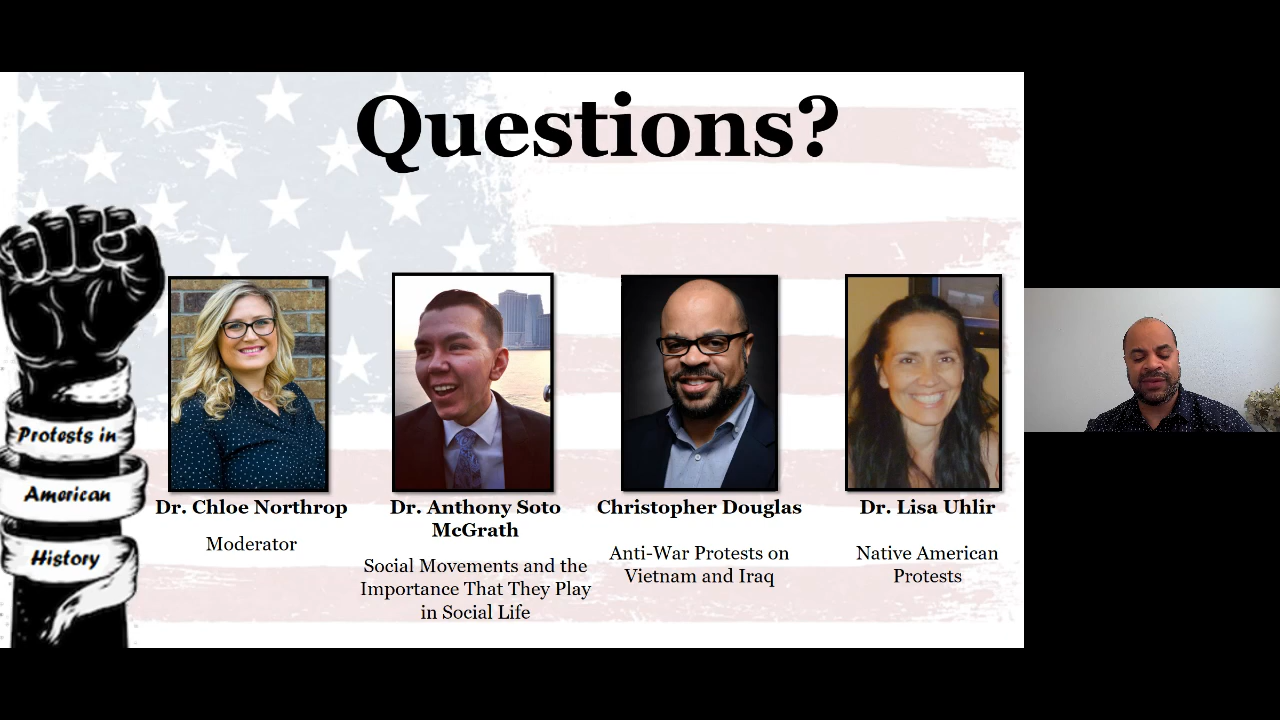 Questions?
Protests in
American
History
Dr. Chloe Northrop
Moderator
Dr. Anthony Soto
McGrath
Social Movements and the
Importance That They Play
in Social Life
Christopher Douglas
Anti-War Protests on
Vietnam and Iraq
Dr. Lisa Uhlir
Native American
Protests